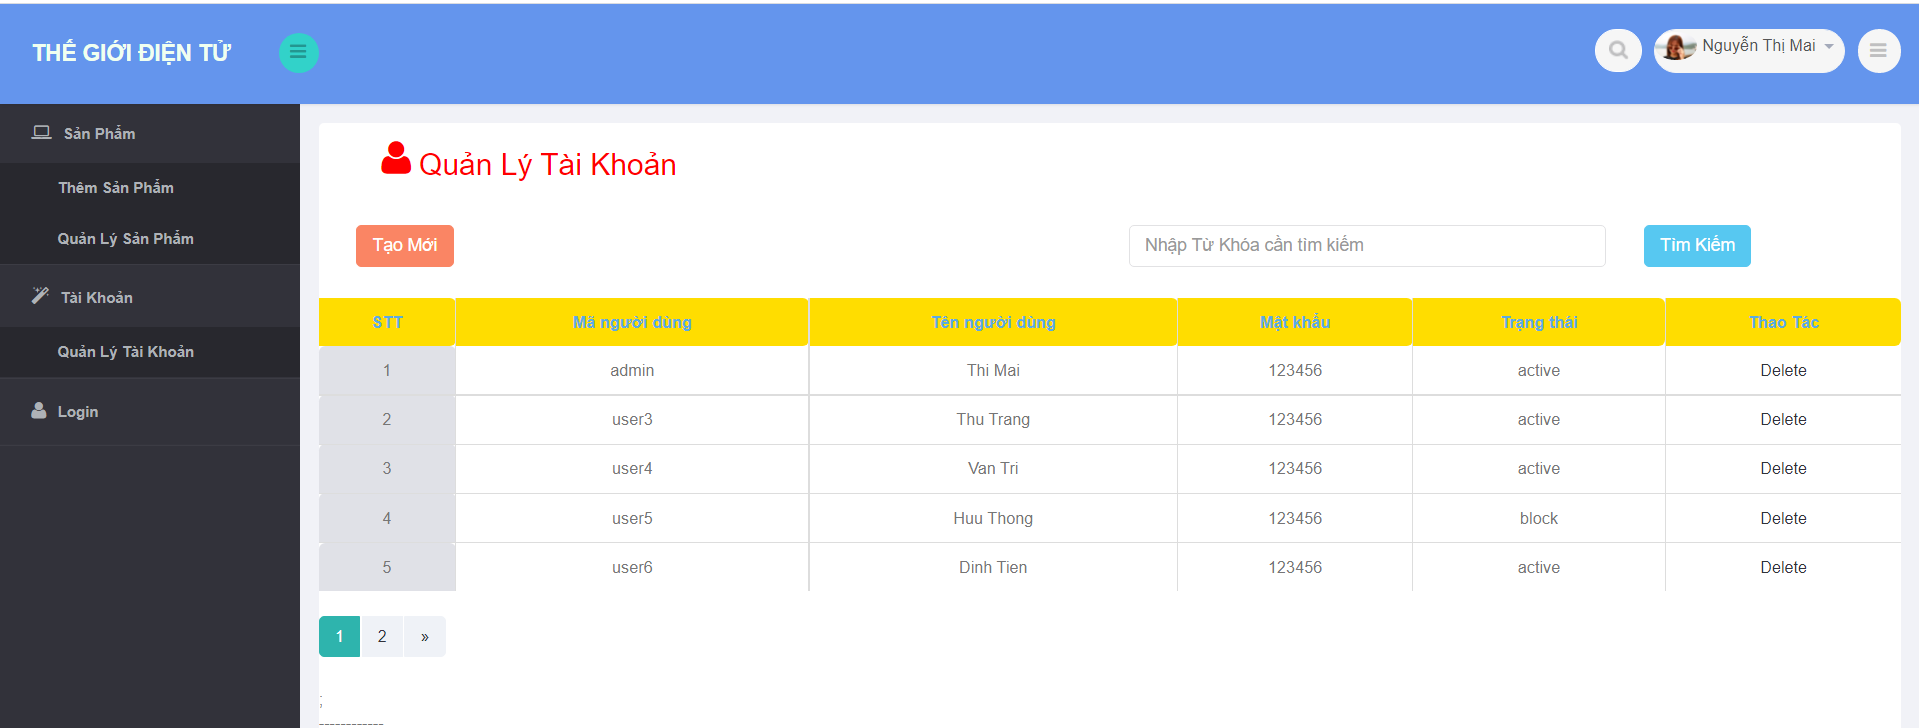 THẾ GIỚI ĐIỆN TỬ
Nguyễn Thị Mai
Sản Phẩm
Thêm Sản Phẩm
Quản Lý Sản Phẩm
Tài Khoản
Quản Lý Tài Khoản
Login
Quản Lý Tài Khoản
Tạo Mới
Nhập Từ Khóa cần tìm kiếm
Tìm Kiếm
STT Mã người dùng Tên người dùng Mật khẩu Trạng thái Thao Tác
1 admin Thi Mai 123456 active Delete
2 user3 Thu Trang 123456 active Delete
3 user4 Van Tri 123456 active Delete
4 user5 Huu Thong 123456 block Delete
5 user6 Dinh Tien 123456 active Delete
1 2 »
;
------------